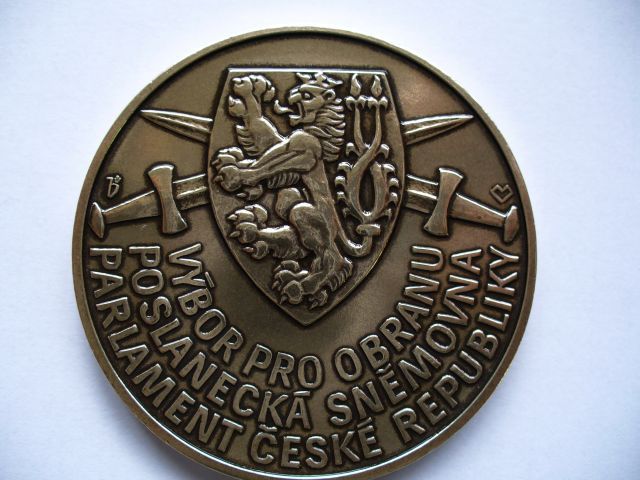 VÝBOR PRO OBRANU
POSLANECKÁ SNĚMOVNA
PARLAMENT ČESKÉ REPUBLIKY